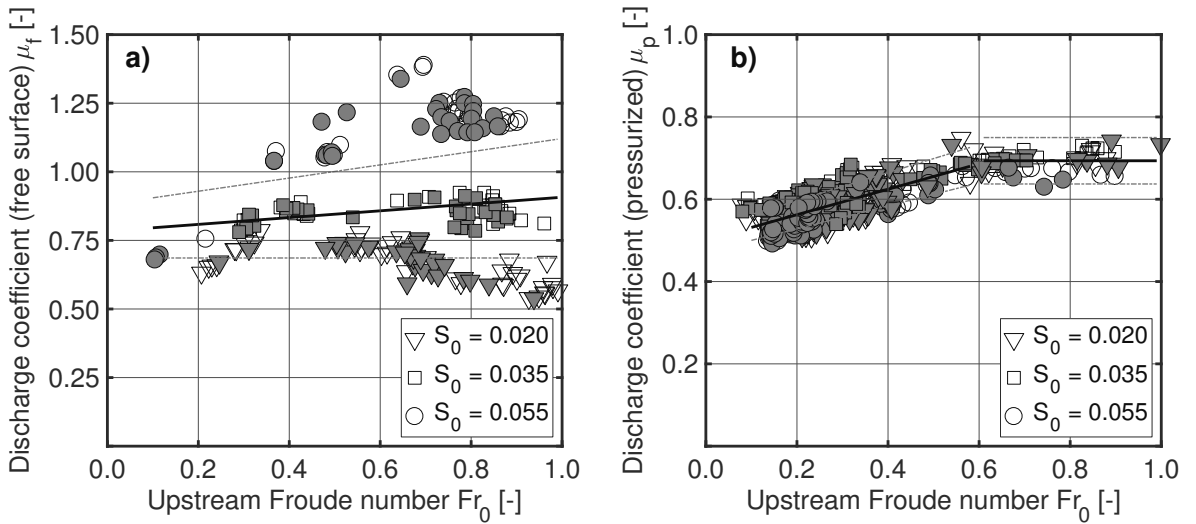 Discharge coefficient (free surface) μf [-]
1.50
1.25
1.00
0.75
0.50
0.25
a)
S0 = 0.020
S0 = 0.035
S0 = 0.055
0.0 0.2 0.4 0.6 0.8 1.0
Upstream Froude number Fr0 [-]
Discharge coefficient (pressurized) μp [-]
1.0
0.8
0.6
0.4
0.2
b)
S0 = 0.020
S0 = 0.035
S0 = 0.055
0.0 0.2 0.4 0.6 0.8 1.0
Upstream Froude number Fr0 [-]